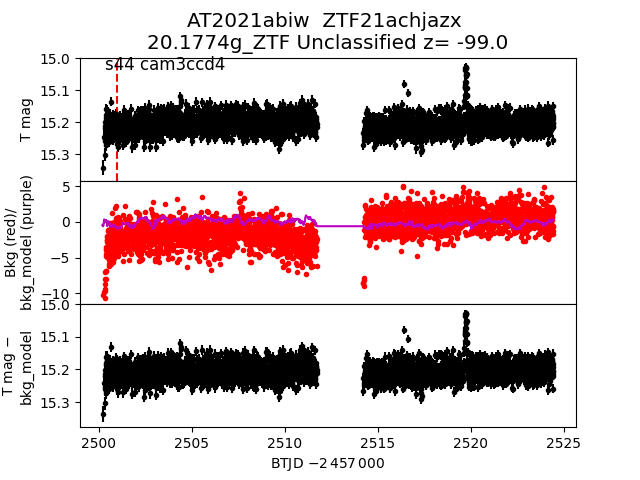 AT2021abiw  ZTF21achjazx
20.1774g_ZTF Unclassified z= -99.0
s44 cam3ccd4
15.0
15.1
15.2
15.3
T mag
5
0
−5
−10
Bkg (red)/
bkg_model (purple)
15.0
15.1
15.2
15.3
T mag −
bkg_model
2500
2505
2510
2515
2520
2525
BTJD −2 457 000